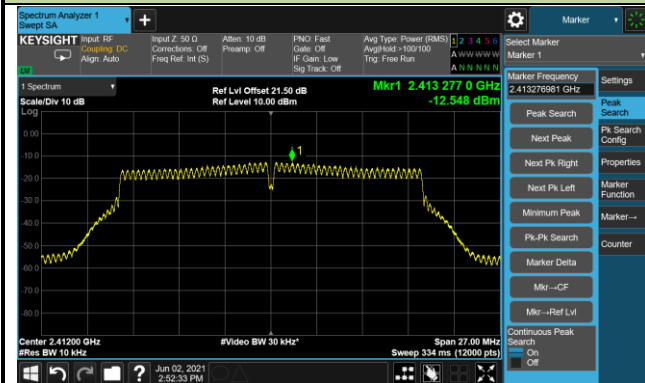 Spectrum Analyzer 1
Swept SA
Marker
KEYSIGHT
Input: RF
Coupling: DC
Align: Auto
Input Z: 50 Ω
Corrections: Off
Freq Ref: Int (S)
Atten: 10 dB
Preamp: Off
PNO: Fast
Gate: Off
IF Gain: Low
Sig Track: Off
Avg Type: Power (RMS)
Avg|Hold:>100/100
Trig: Free Run
1 2 3 4 5 6
A W W W W W
A N N N N N
LV
Select Marker
Marker 1
1 Spectrum
Scale/Div 10 dB
Log
Ref Lvl Offset 21.50 dB
Ref Level 10.00 dBm
Mkr1 2.413 277 0 GHz
-12.548 dBm
Marker Frequency
2.413276981 GHz
Settings
Peak Search
Peak
Search
Next Peak
Pk Search
Config
Next Pk Right
Properties
Next Pk Left
Marker
Function
Minimum Peak
Marker→
Pk-Pk Search
Counter
Marker Delta
Mkr→CF
Mkr→Ref Lvl
Continuous Peak
Search
On
Off
1
0.00
-10.0
-20.0
-30.0
-40.0
-50.0
-60.0
-70.0
-80.0
Center 2.41200 GHz
#Res BW 10 kHz
#Video BW 30 kHz*
Span 27.00 MHz
Sweep 334 ms (12000 pts)
?
Jun 02, 2021
2:52:33 PM